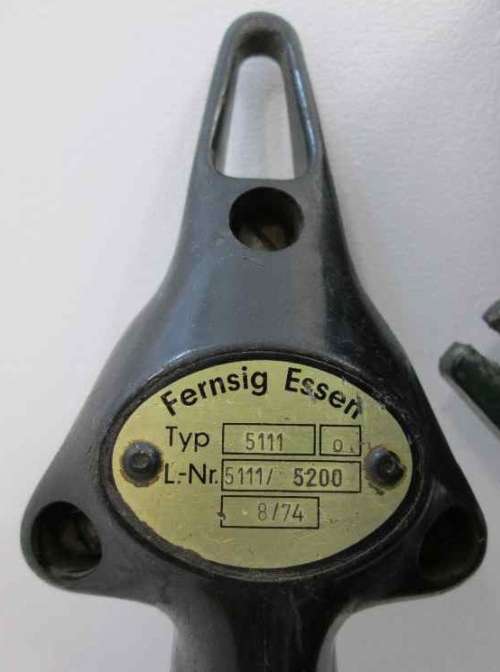 Fernsig Essen
Typ 5111 o.
L.-Nr. 5111/ 5200
8/74